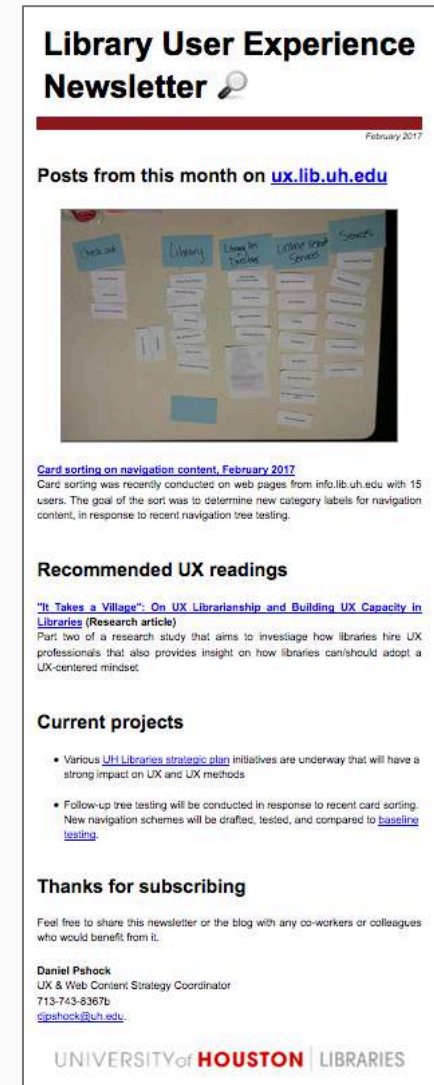 Library User Experience
Newsletter
February 2017
Posts from this month on ux.lib.uh.edu
Check out
Library
Services
Card sorting on navigation content, February 2017
Card sorting was recently conducted on web pages from info.lib.uh.edu with 15
users. The goal of the sort was to determine new category labels for navigation
content, in response to recent navigation tree testing.
Recommended UX readings
"It Takes a Village": On UX Librarianship and Building UX Capacity in
Libraries (Research article)
Part two of a research study that aims to investiage how libraries hire UX
professionals that also provides insight on how libraries can/should adopt a
UX-centered mindset
Current projects
• Various UH Libraries strategic plan initiatives are underway that will have a
strong impact on UX and UX methods
• Follow-up tree testing will be conducted in response to recent card sorting.
New navigation schemes will be drafted, tested, and compared to baseline
testing.
Thanks for subscribing
Feel free to share this newsletter or the blog with any co-workers or colleagues
who would benefit from it.
Daniel Pshock
UX & Web Content Strategy Coordinator
713-743-8367b
djpshock@uh.edu.
UNIVERSITY of HOUSTON | LIBRARIES